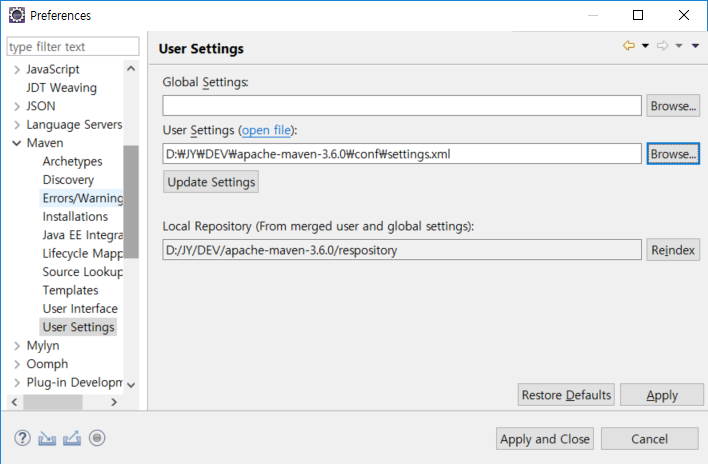 Preferences
type filter text
JavaScript
JDT Weaving
JSON
Language Servers
Maven
Archetypes
Discovery
Errors/Warning
Installations
Java EE Integra
Lifecycle Mapp
Source Lookup
Templates
User Interface
User Settings
Mylyn
Oomph
Plug-in Developm
User Settings
Global Settings:
Browse...
User Settings (open file):
D:₩JY₩DEV₩apache-maven-3.6.0₩conf₩settings.xml
Browse...
Update Settings
Local Repository (From merged user and global settings):
D:/JY/DEV/apache-maven-3.6.0/respository
Reindex
Restore Defaults
Apply
Apply and Close
Cancel